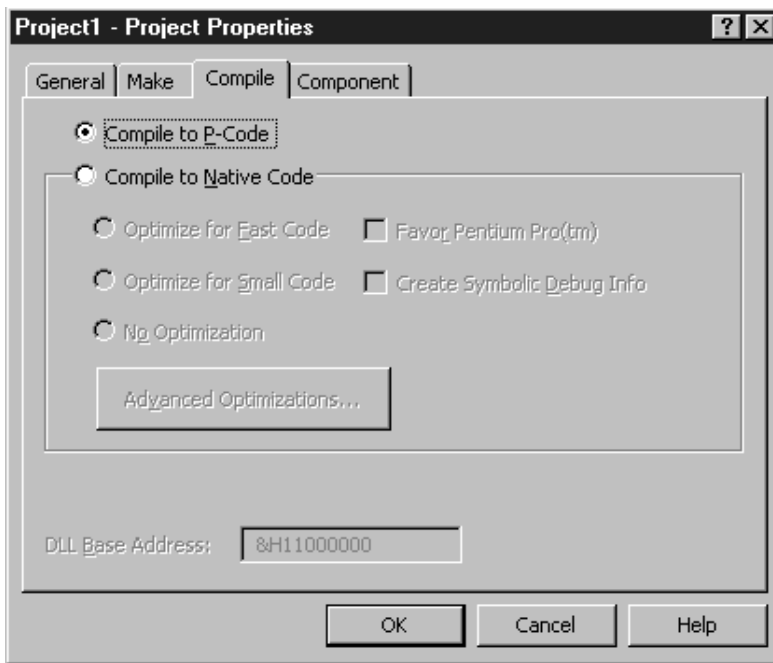 Project1 - Project Properties
General Make Compile Component
Compile to P-Code
Compile to Native Code
Optimize for Fast Code Favor Pentium Pro(tm)
Optimize for Small Code Create Symbolic Debug Info
No Optimization
Advanced Optimizations...
DLL Base Address: &H11000000
OK Cancel Help